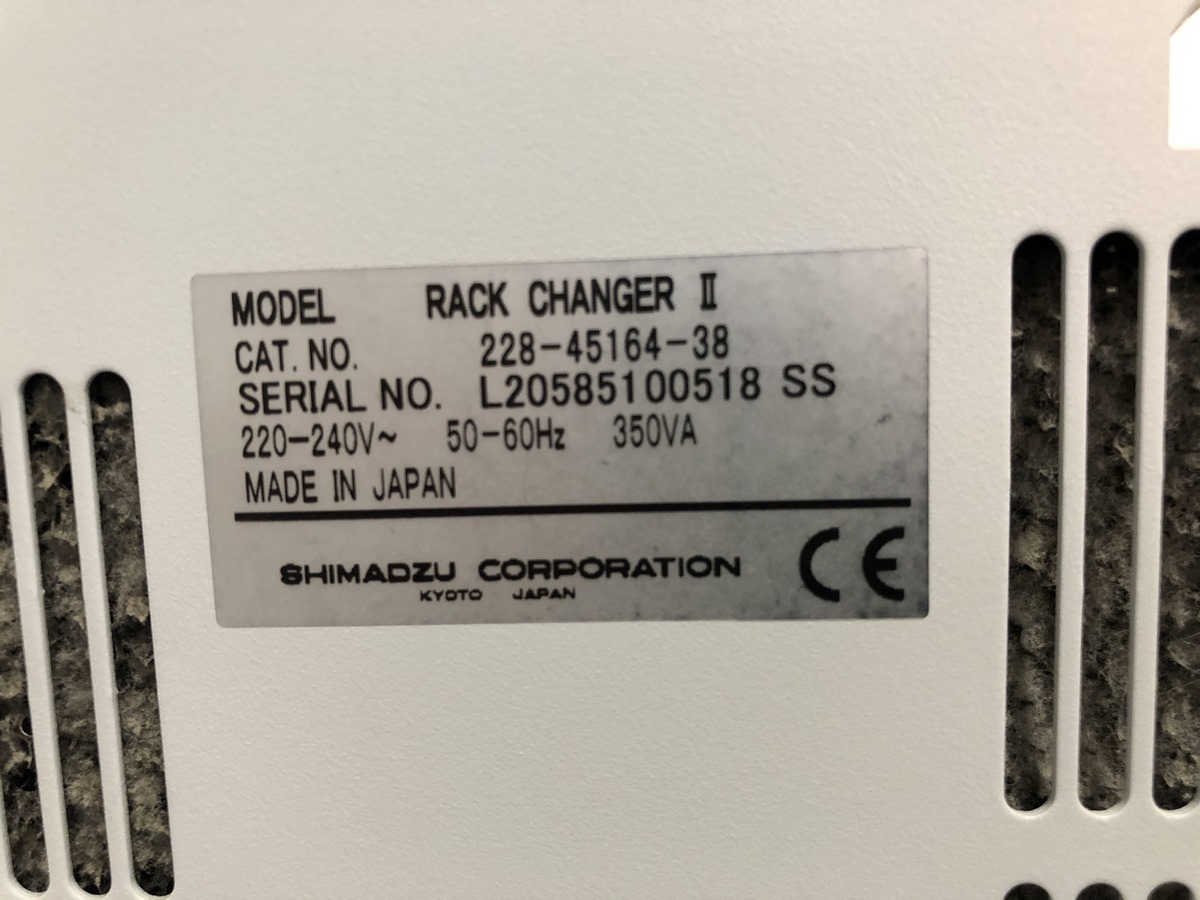 MODEL RACK CHANGER Ⅱ
CAT. NO. 228-45164-38
SERIAL NO. L20585100518 SS
220-240V~ 50-60Hz 350VA
MADE IN JAPAN
SHIMADZU CORPORATION
KYOTO JAPAN
CE